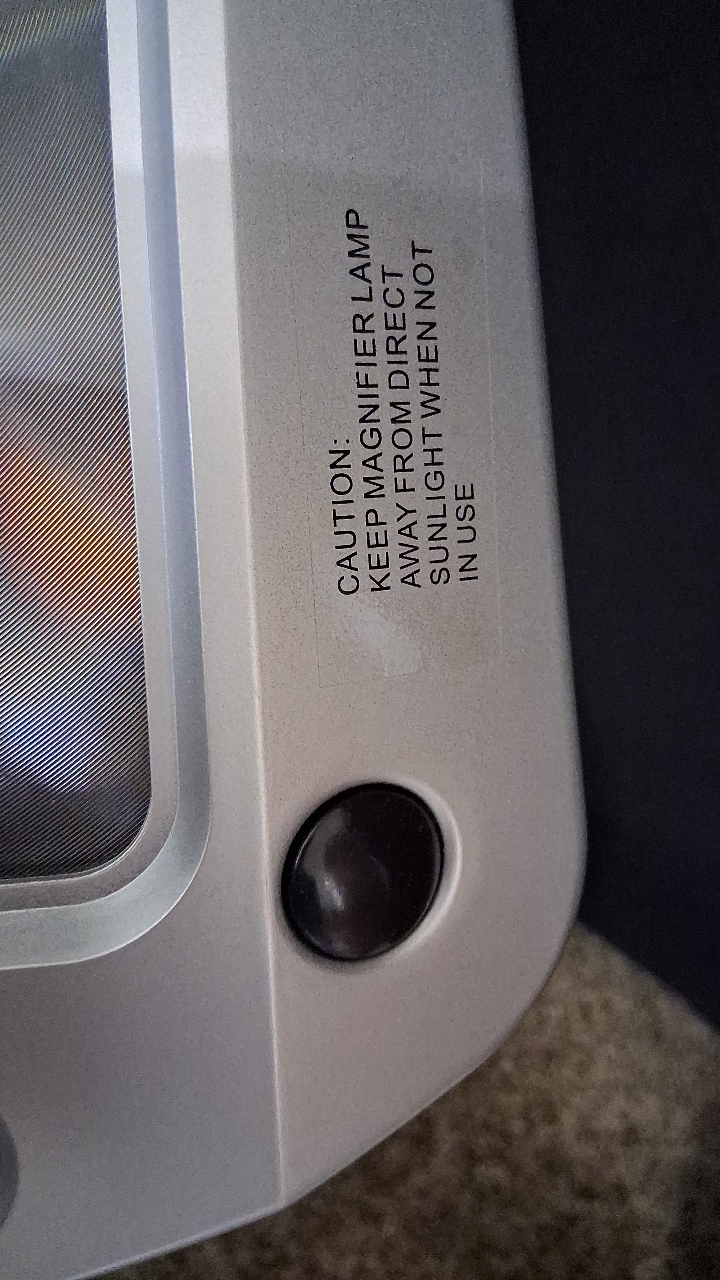 CAUTION:
KEEP MAGNIFIER LAMP
AWAY FROM DIRECT
SUNLIGHT WHEN NOT
IN USE